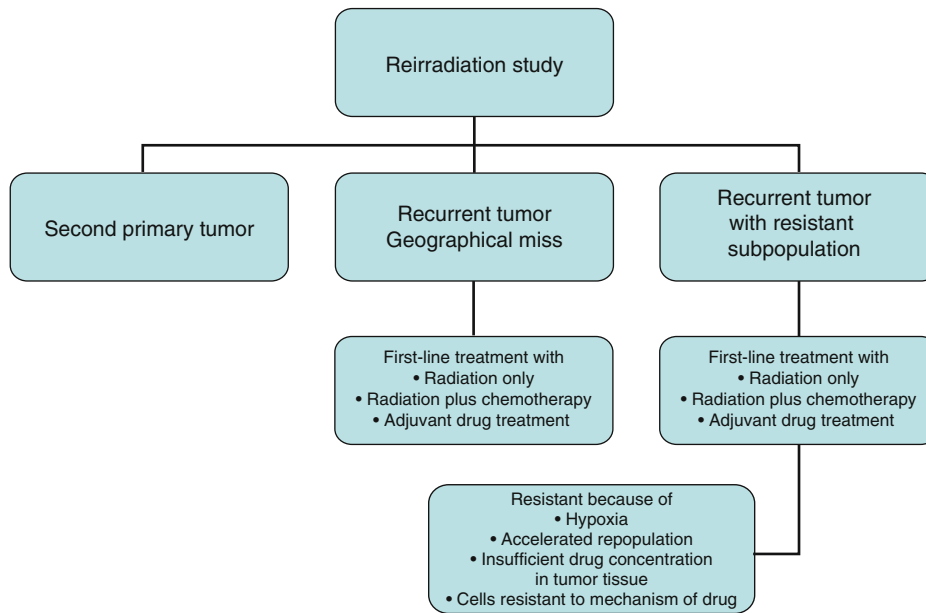 Reirradiation study
Second primary tumor
Recurrent tumor
Geographical miss
Recurrent tumor
with resistant
subpopulation
First-line treatment with
• Radiation only
• Radiation plus chemotherapy
• Adjuvant drug treatment
First-line treatment with
• Radiation only
• Radiation plus chemotherapy
• Adjuvant drug treatment
Resistant because of
• Hypoxia
• Accelerated repopulation
• Insufficient drug concentration
in tumor tissue
• Cells resistant to mechanism of drug